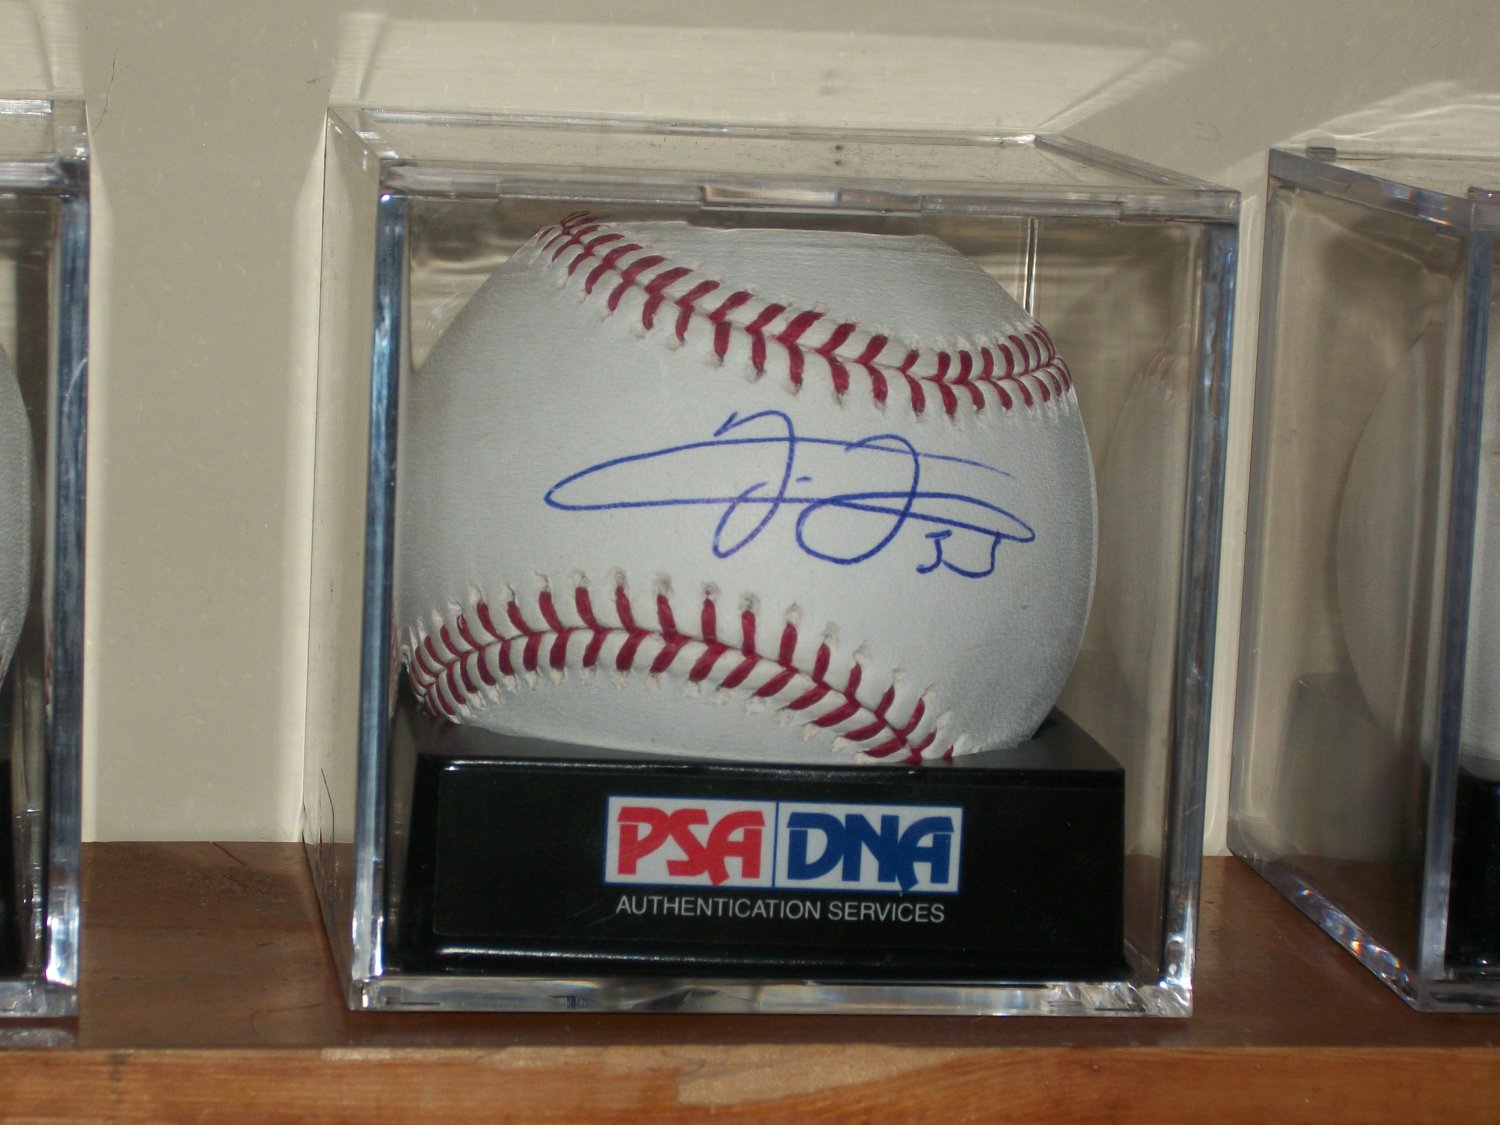 PSA DNA
AUTHENTICATION SERVICES